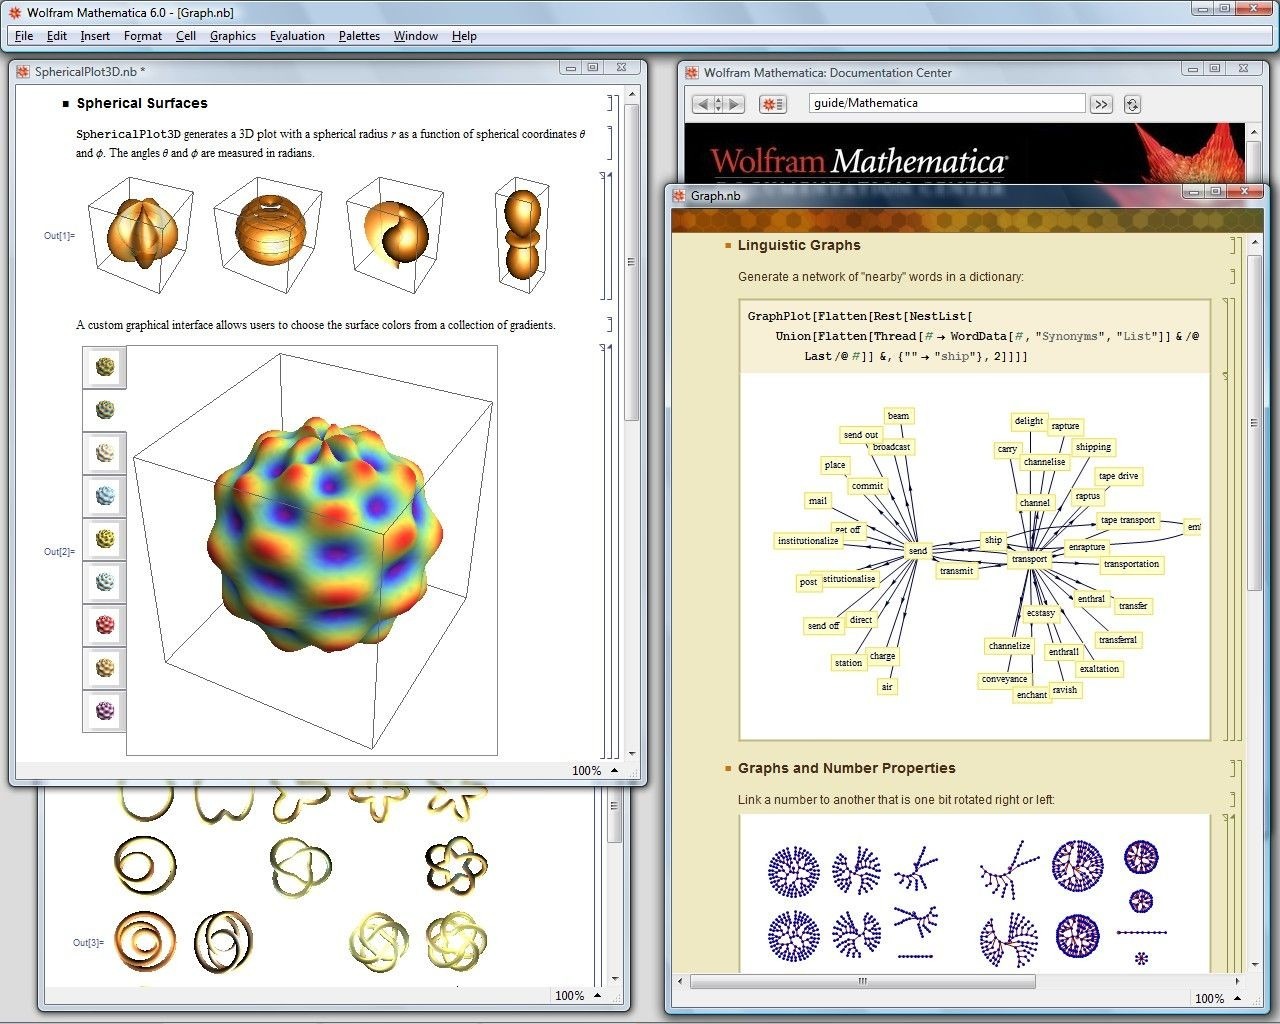 Wolfram Mathematica 6.0 - [Graph.nb]
File Edit Insert Format Cell Graphics Evaluation Palettes Window Help
SphericalPlot3D.nb *
Spherical Surfaces
SphericalPlot3D generates a 3D plot with a spherical radius r as a function of spherical coordinates θ
and ϕ. The angles θ and ϕ are measured in radians.
Out[1]=
A custom graphical interface allows users to choose the surface colors from a collection of gradients.
Out[2]=
100%
Out[3]=
100%
Wolfram Mathematica: Documentation Center
guide/Mathematica
>>
Wolfram Mathematica®
Graph.nb
Linguistic Graphs
Generate a network of "nearby" words in a dictionary:
GraphPlot[Flatten[Rest[NestList[
Union[Flatten[Thread[# → WordData[#, "Synonyms", "List"]] & /@
Last /@ #]] &, {"" → "ship"}, 2]]]]
beam
send out
broadcast
place
commit
mail
get off
institutionalize
send
post
stitutionalise
send off
direct
station
charge
air
transmit
ship
delight
rapture
carry
channelise
shipping
tape drive
channel
raptus
tape transport
em
enrapture
transport
transportation
enthral
transfer
ecstasy
channelize
enthrall
transferral
exaltation
conveyance
enchant
ravish
Graphs and Number Properties
Link a number to another that is one bit rotated right or left:
100%